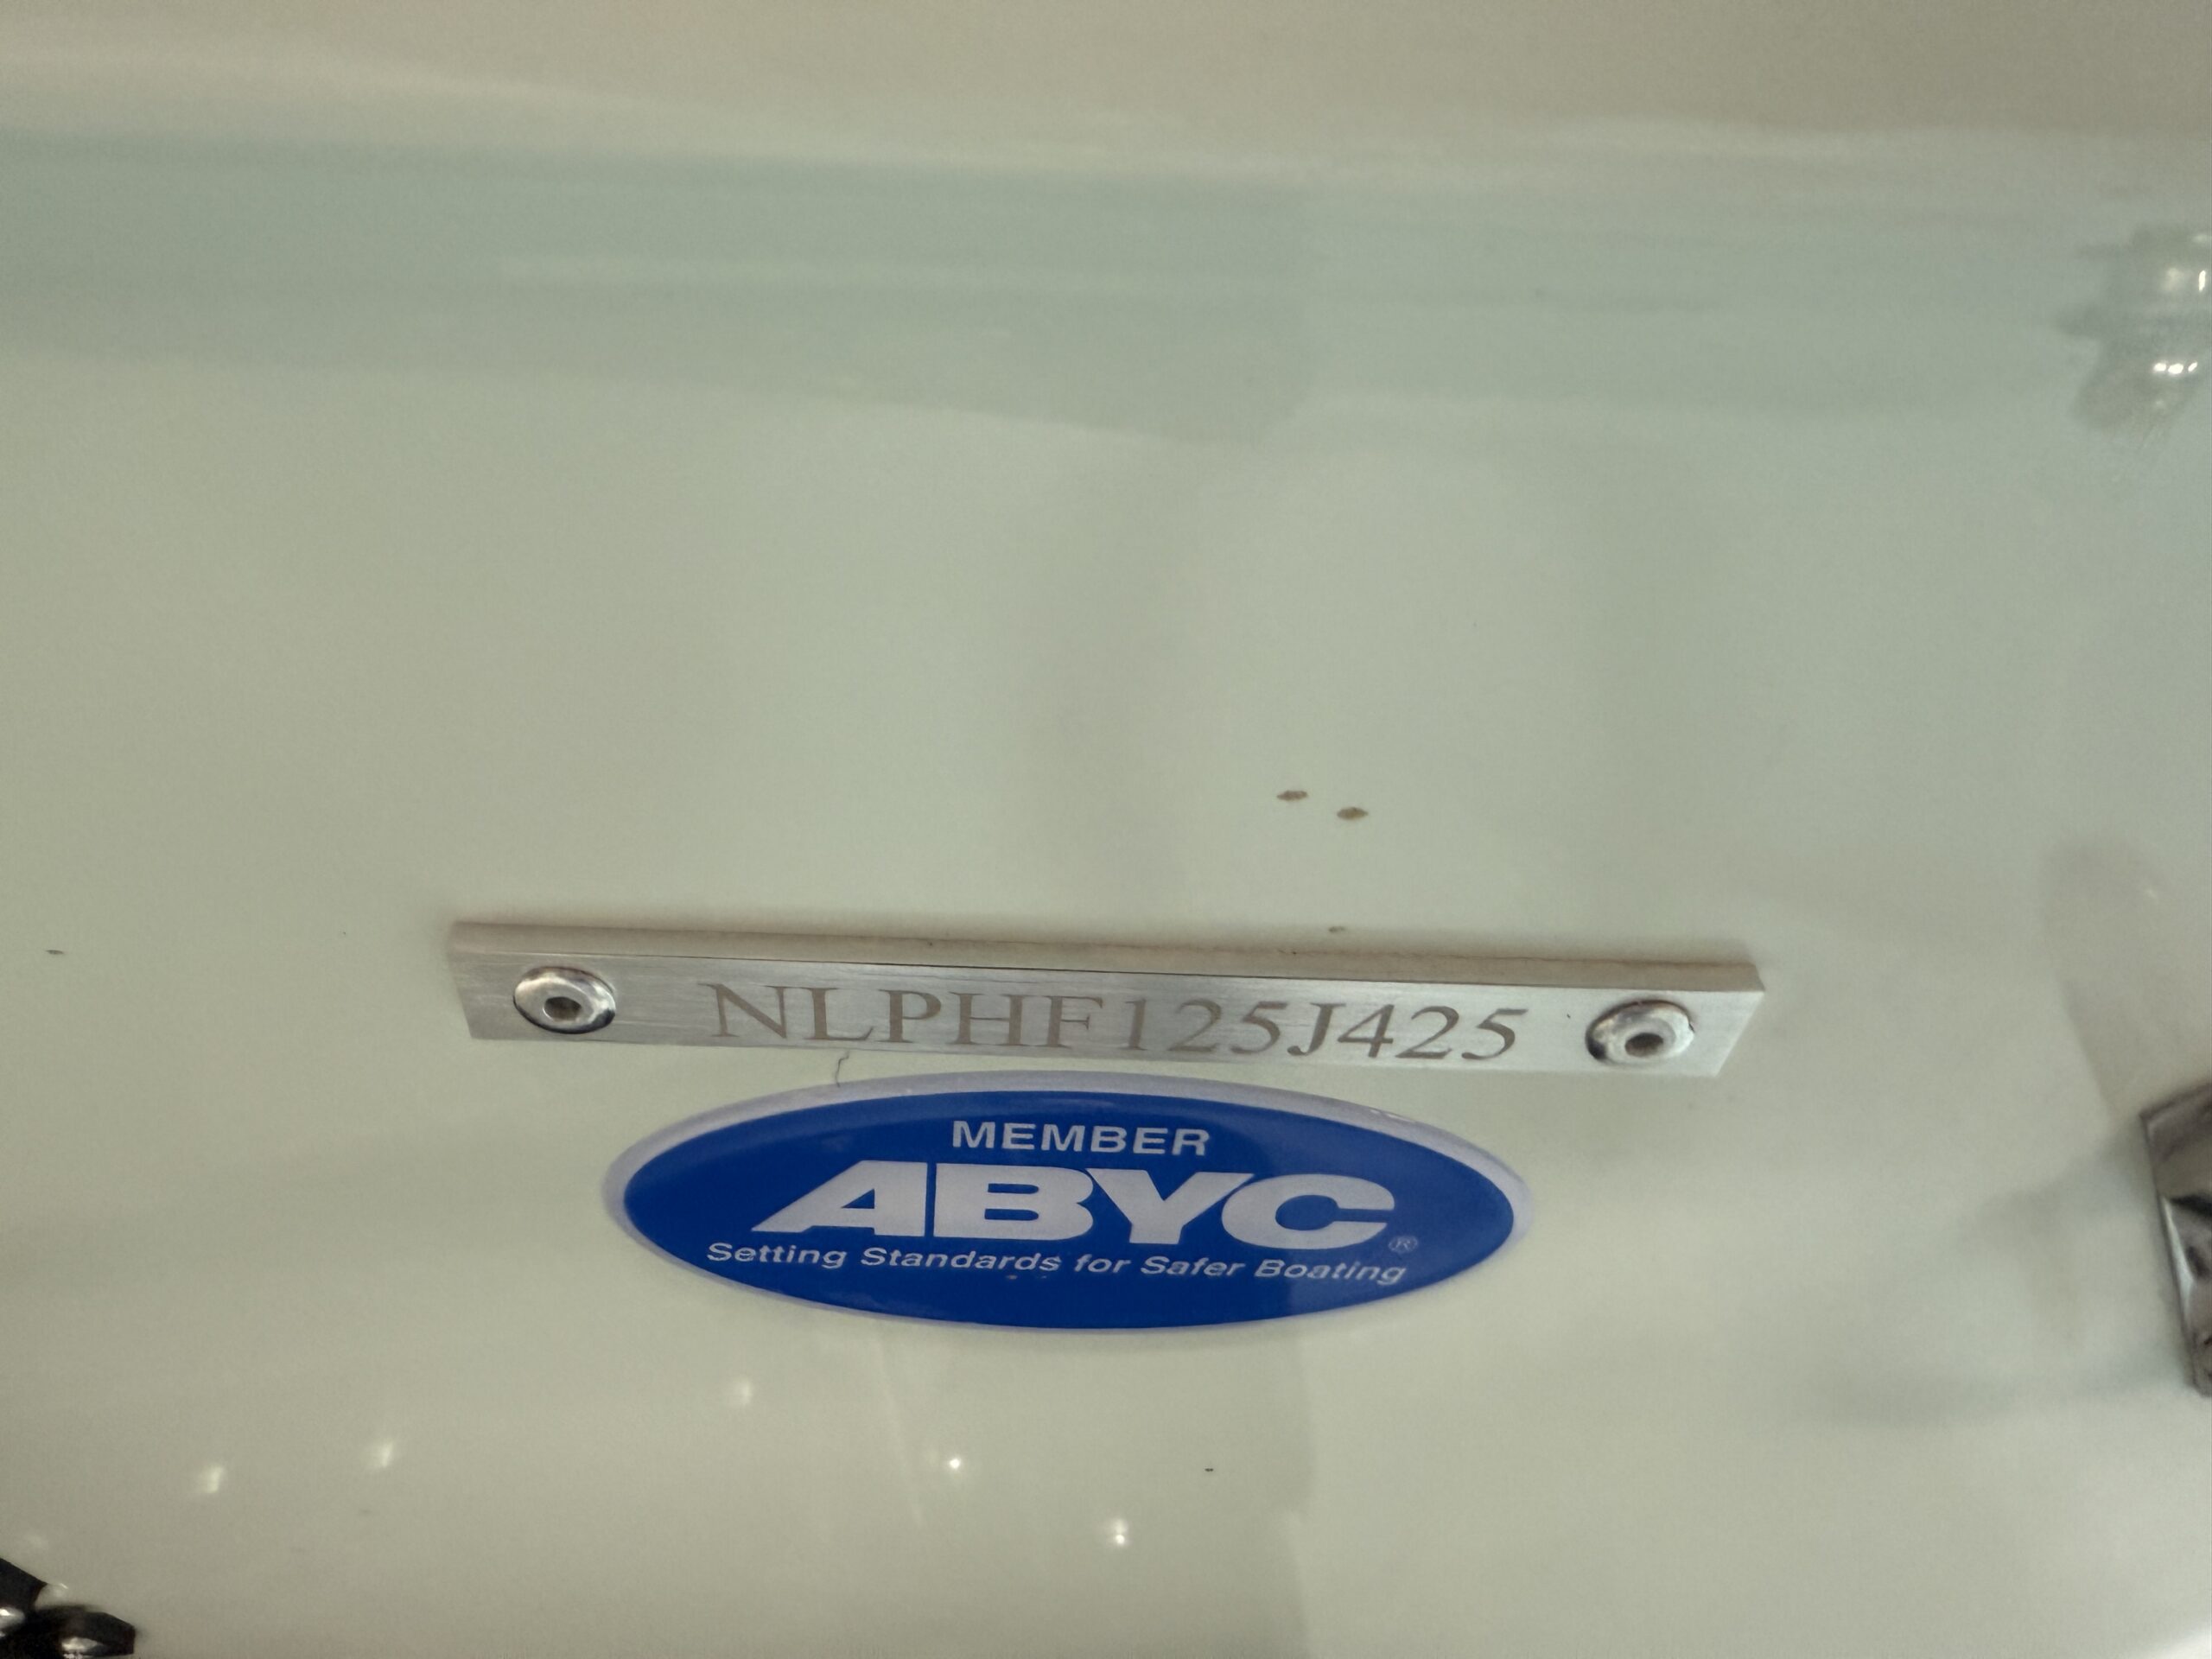 NLPHF125J425
MEMBER
ABYC®
Setting Standards for Safer Boating